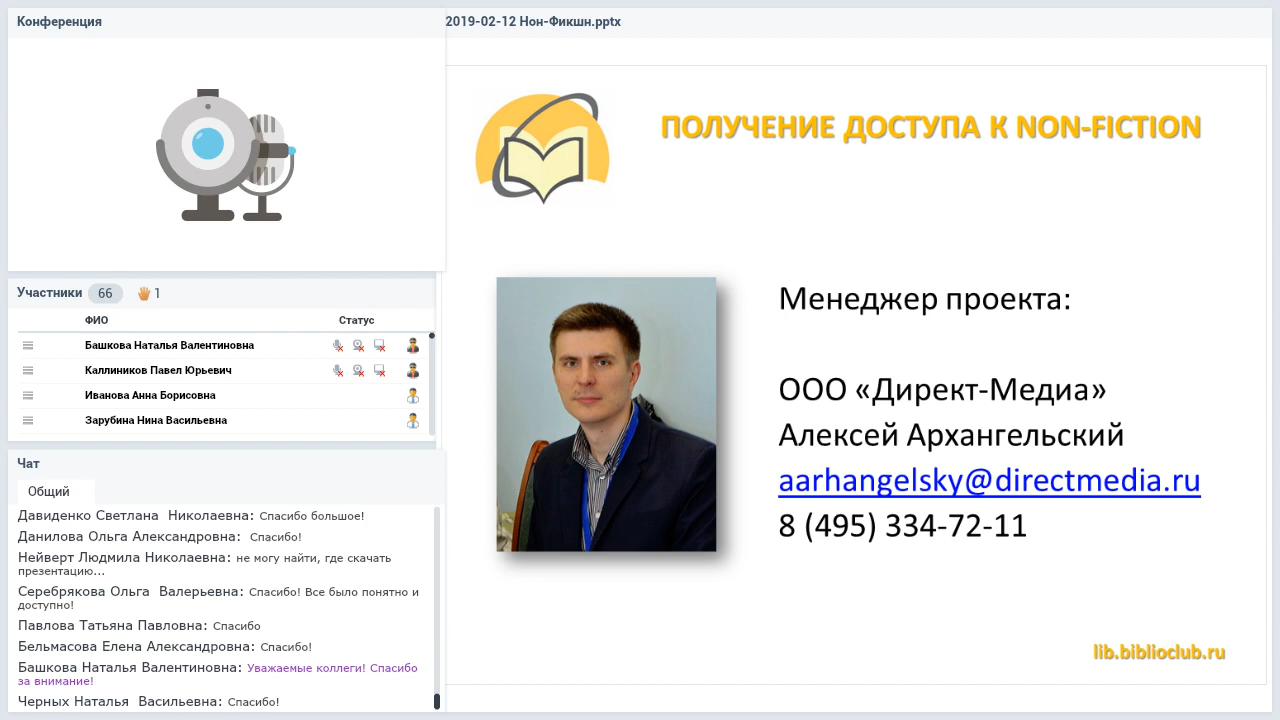 Конференция
2019-02-12 Нон-Фикшн.pptx
ПОЛУЧЕНИЕ ДОСТУПА К NON-FICTION
Менеджер проекта:
ООО «Директ-Медиа»
Алексей Архангельский
aarhangelsky@directmedia.ru
8 (495) 334-72-11
lib.biblioclub.ru
Участники 66 1
ФИО Статус
Башкова Наталья Валентиновна
Каллиников Павел Юрьевич
Иванова Анна Борисовна
Зарубина Нина Васильевна
Чат
Общий
Давиденко Светлана Николаевна: Спасибо большое!
Данилова Ольга Александровна: Спасибо!
Нейверт Людмила Николаевна: не могу найти, где скачать
презентацию...
Серебрякова Ольга Валерьевна: Спасибо! Все было понятно и
доступно!
Павлова Татьяна Павловна: Спасибо
Бельмасова Елена Александровна: Спасибо!
Башкова Наталья Валентиновна: Уважаемые коллеги! Спасибо
за внимание!
Черных Наталья Васильевна: Спасибо!